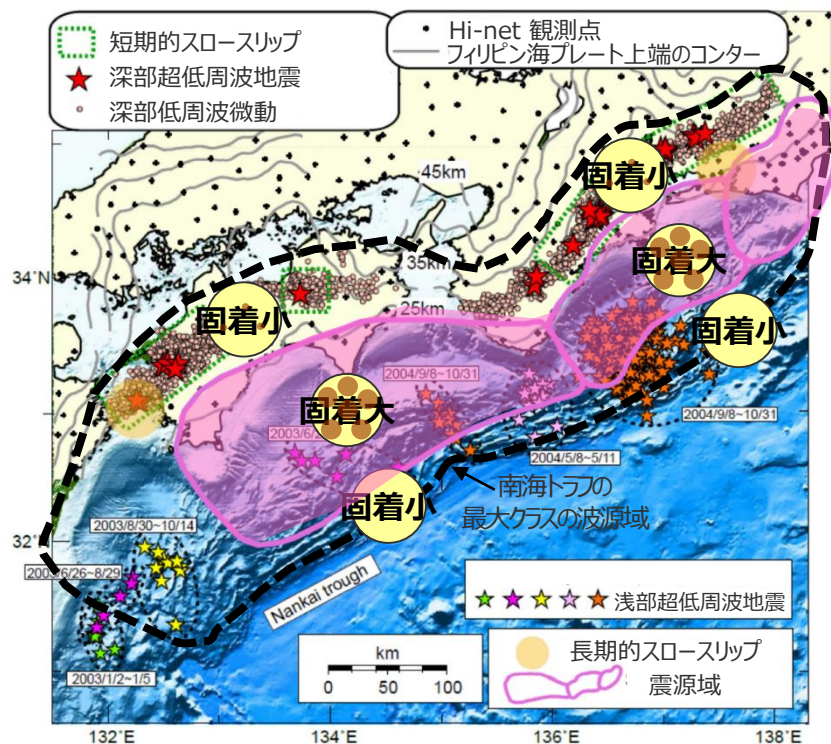 短期的スロースリップ
深部超低周波地震
深部低周波微動
Hi-net 観測点
フィリピン海プレート上端のコンター
45km
固着小
固着大
34°N
35km
25km
固着小
固着小
2004/9/8~10/31
固着大
2004/9/8~10/31
2003/6/2
2004/5/8~5/11
南海トラフの
最大クラスの波源域
固着小
2003/8/30~10/14
32°N
6/26~8/29
Nankai trough
浅部超低周波地震
km
0 50 100
長期的スロースリップ
震源域
2003/1/2~1/5
132°E
134°E
136°E
138°E